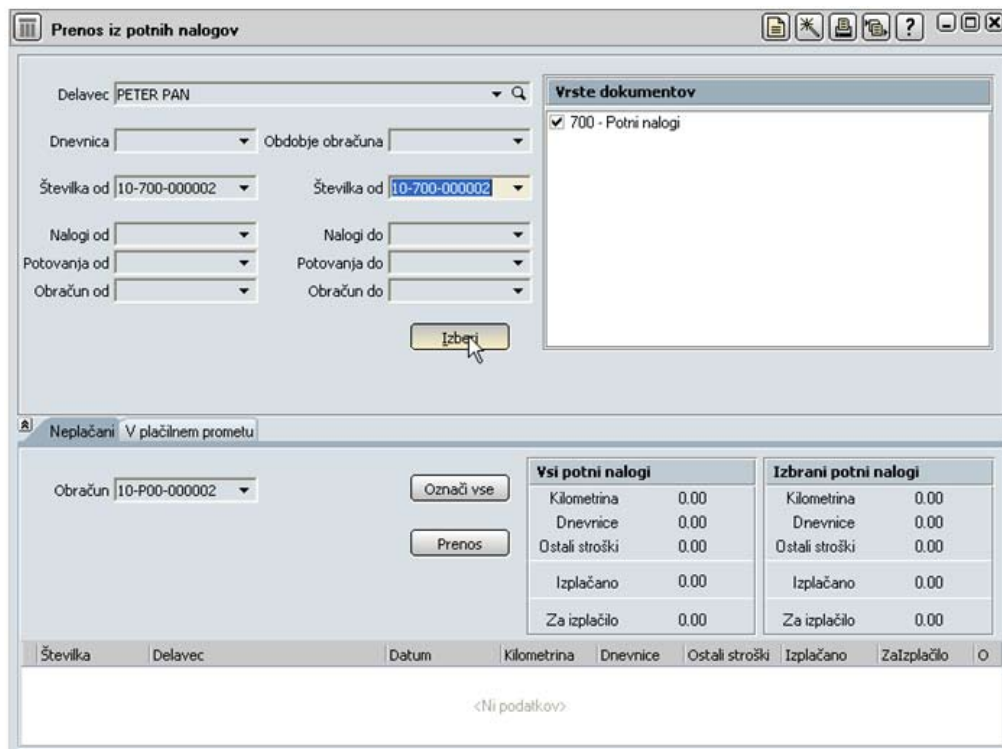 Prenos iz potnih nalogov
?
Delavec PETER PAN
Dnevnica
Obdobje obračuna
Številka od 10-700-000002
Številka od 10-700-000002
Nalogi od
Nalogi do
Potovanja od
Potovanja do
Obračun od
Obračun do
Izberi
Vrste dokumentov
700 - Potni nalogi
Neplačani V plačilnem prometu
Obračun 10-P00-000002
Označi vse
Prenos
Vsi potni nalogi
Kilometrina 0.00
Dnevnice 0.00
Ostali stroški 0.00
Izplačano 0.00
Za izplačilo 0.00
Izbrani potni nalogi
Kilometrina 0.00
Dnevnice 0.00
Ostali stroški 0.00
Izplačano 0.00
Za izplačilo 0.00
Številka Delavec Datum Kilometrina Dnevnice Ostali stroški Izplačano ZaIzplačilo O
<Ni podatkov>